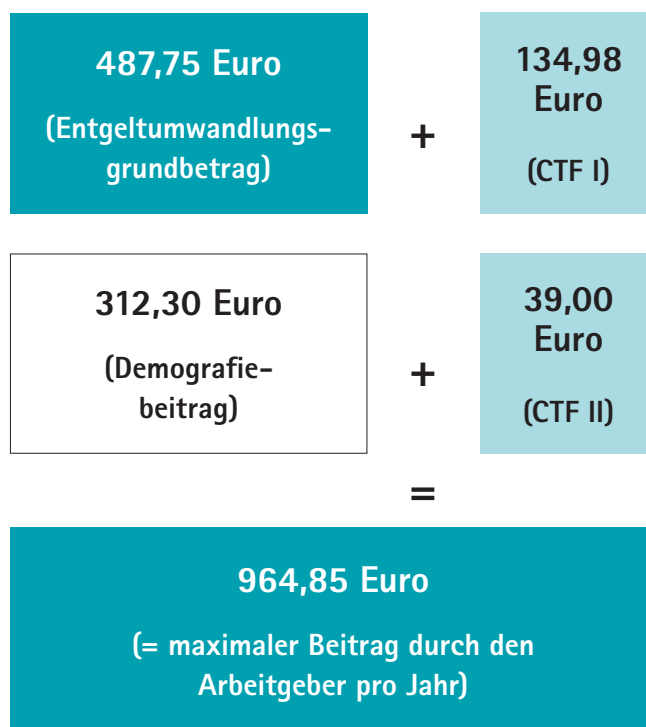 487,75 Euro
(Entgeltumwandlungs-
grundbetrag)
+
134,98
Euro
(CTF I)
312,30 Euro
(Demografie-
beitrag)
+
39,00
Euro
(CTF II)
=
964,85 Euro
(= maximaler Beitrag durch den
Arbeitgeber pro Jahr)